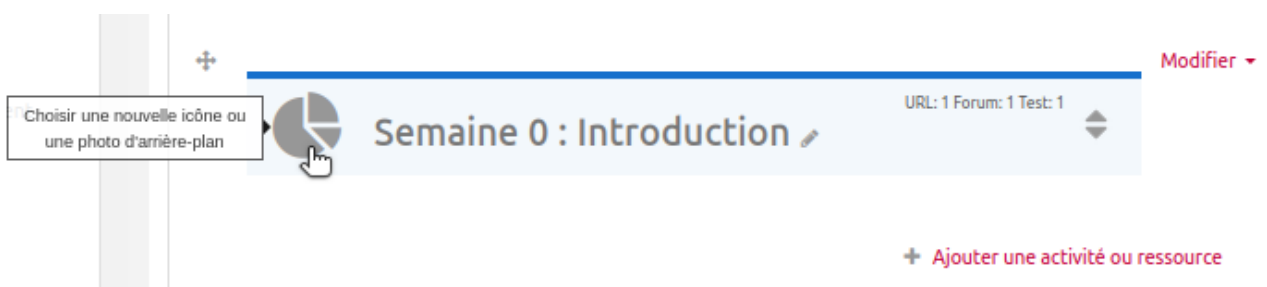 Modifier
URL: 1 Forum: 1 Test: 1
Choisir une nouvelle icône ou
une photo d'arrière-plan
Semaine 0 : Introduction
Ajouter une activité ou ressource